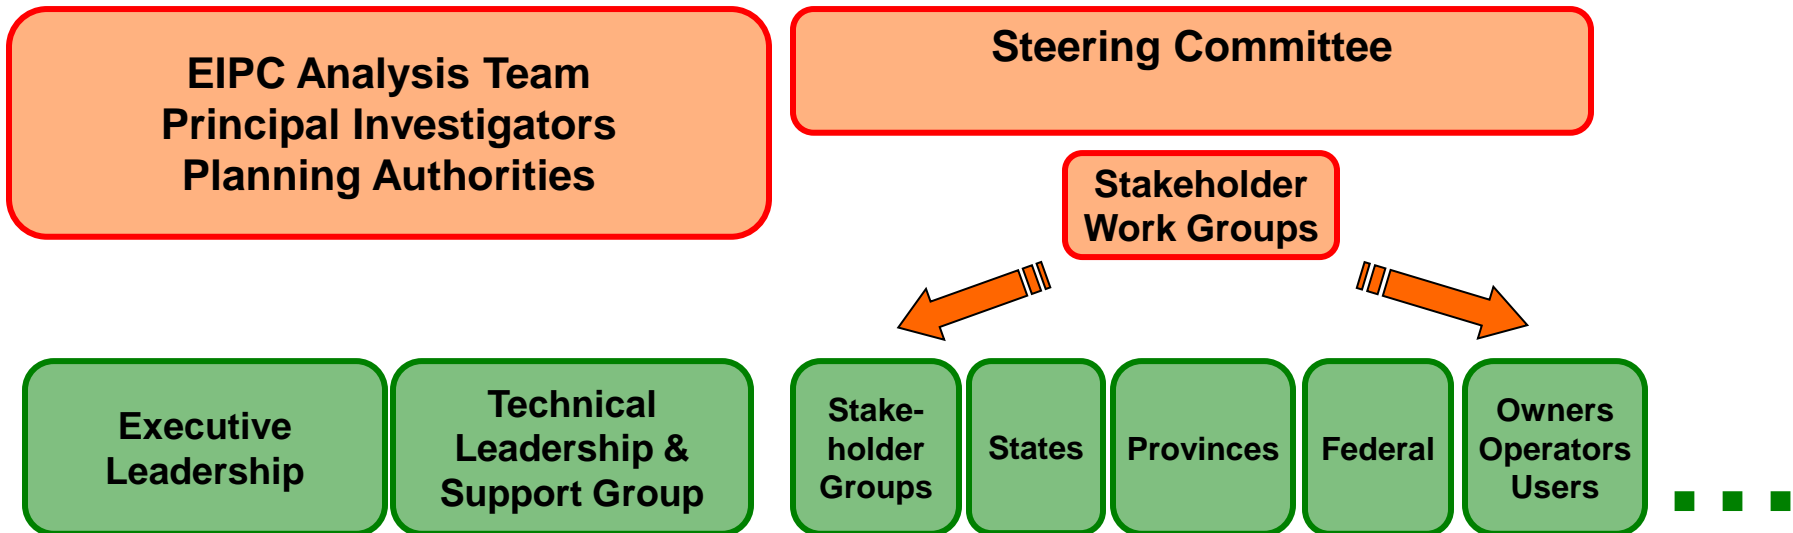 EIPC Analysis Team
Principal Investigators
Planning Authorities
Steering Committee
Stakeholder
Work Groups
Executive
Leadership
Technical
Leadership &
Support Group
Stake-
holder
Groups
States
Provinces
Federal
Owners
Operators
Users
...